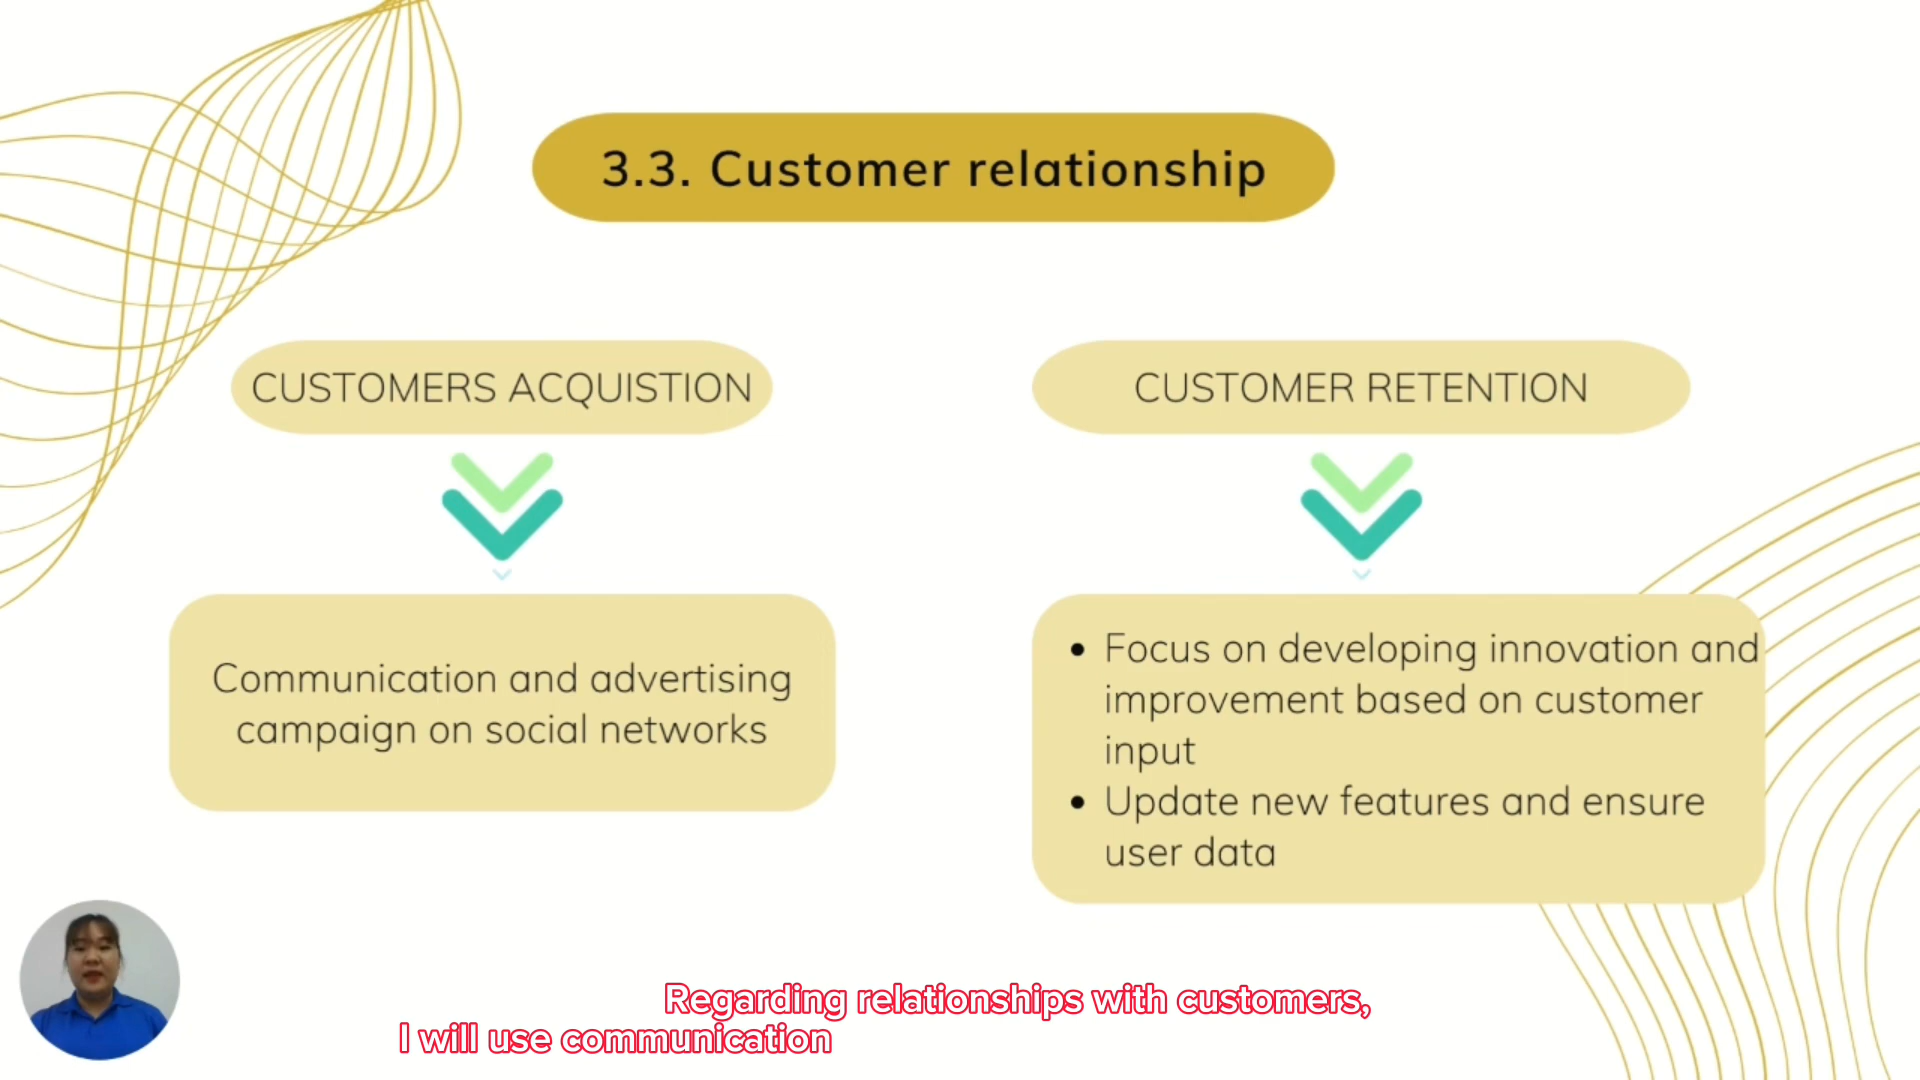 3.3. Customer relationship
CUSTOMERS ACQUISTION
Communication and advertising
campaign on social networks
CUSTOMER RETENTION
• Focus on developing innovation and
improvement based on customer
input
• Update new features and ensure
user data
Regarding relationships with customers,
I will use communication